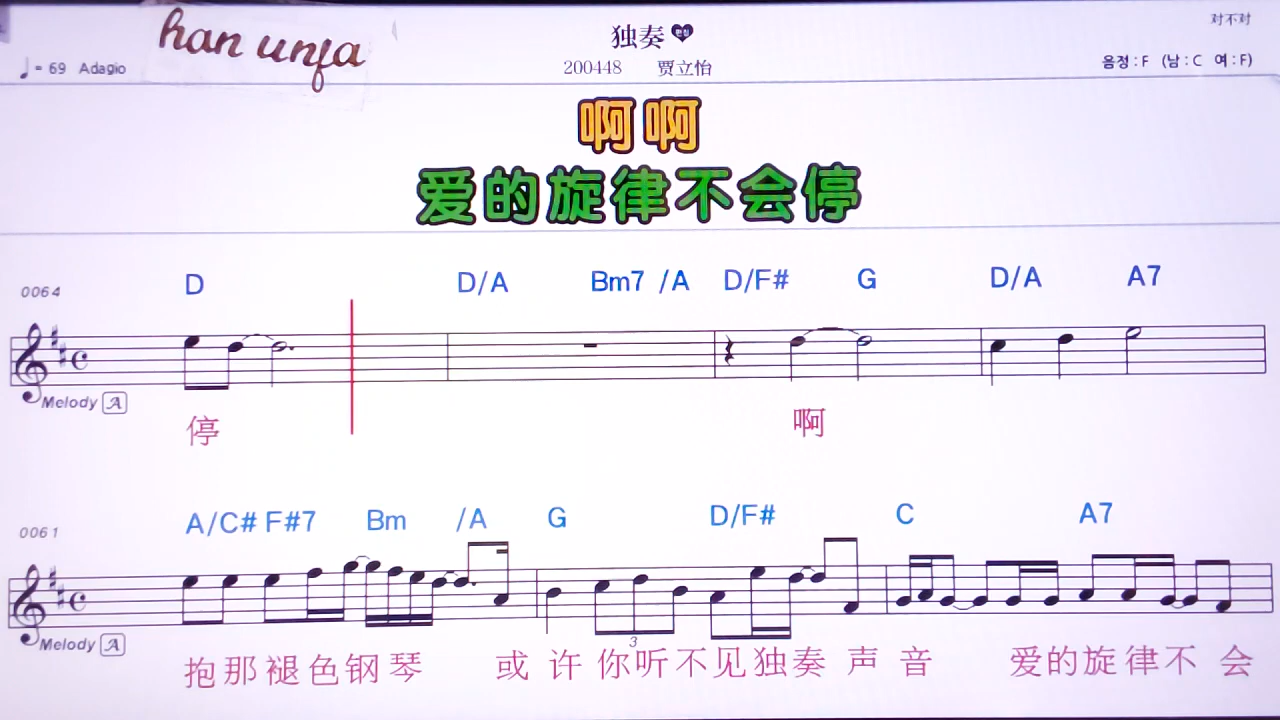 han unfa
独奏
对不对
♩= 69 Adagio
200448 贾立怡
음정 : F (남 : C 여 : F)
啊 啊
爱的旋律不会停
D D/A Bm7 /A D/F# G D/A A7
0064
Melody A
停 啊
A/C# F#7 Bm /A G D/F# C A7
0061
3
Melody A
抱那褪色钢琴 或许你听不见独奏声音 爱的旋律不会